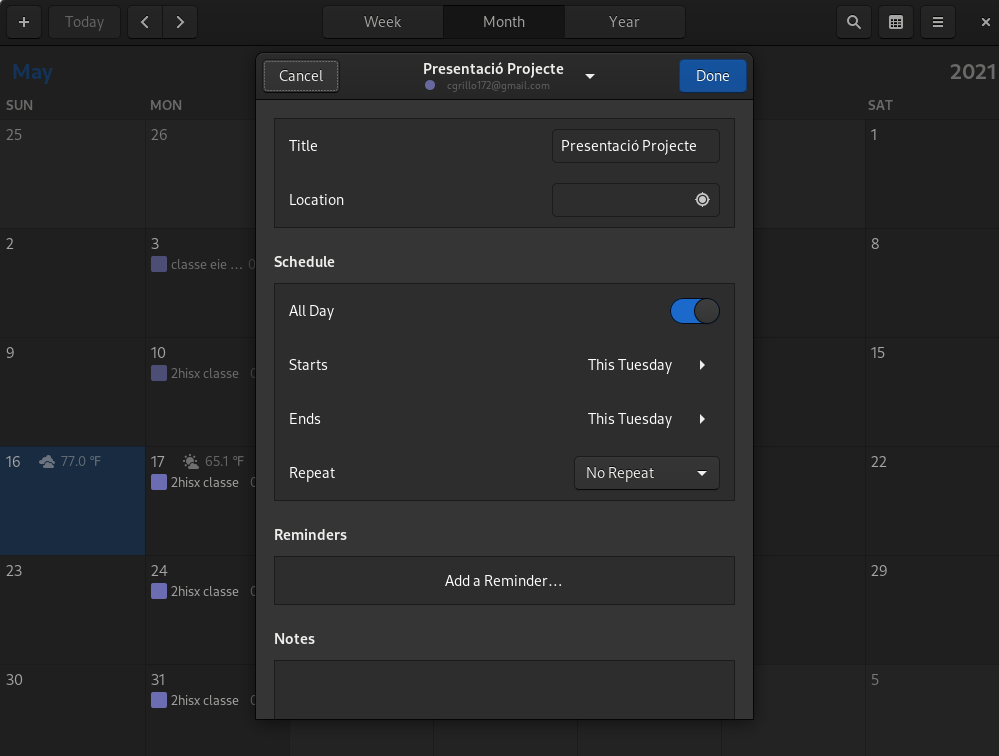 Today Week Month Year
May 2021
SUN MON SAT
Cancel Presentació Projecte Done
cgrillo172@gmail.com
25 26 1
Title Presentació Projecte
Location
2 3 8
classe eie …
Schedule
All Day
9 10 15
2hisx classe
Starts This Tuesday
Ends This Tuesday
16 77.0 °F 17 65.1 °F 22
2hisx classe
Repeat No Repeat
Reminders
23 24 29
2hisx classe
Add a Reminder…
Notes
30 31 5
2hisx classe